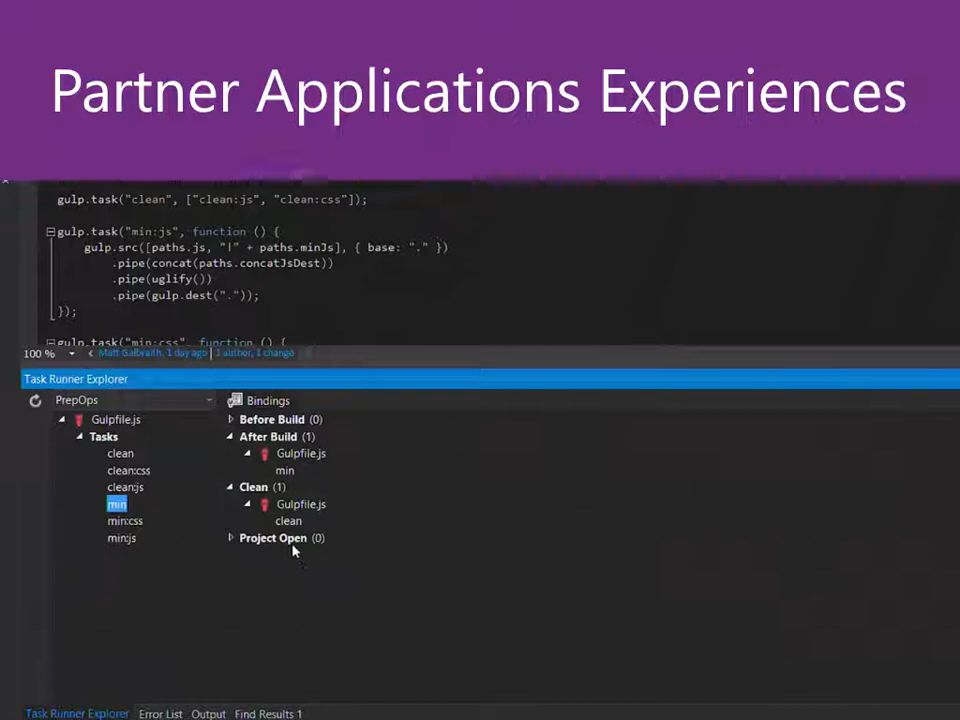 Partner Applications Experiences
gulp.task("clean", ["clean:js", "clean:css"]);
gulp.task("min:js", function () {
gulp.src([paths.js, "!" + paths.minJs], { base: "." })
.pipe(concat(paths.concatJsDest))
.pipe(uglify())
.pipe(gulp.dest("."));
});
gulp.task("min:css", function () {
100 %
Matt Galbraith, 1 day ago | 1 author, 1 change
Task Runner Explorer
PrepOps
Bindings
Gulpfile.js
Tasks
clean
clean:css
clean:js
min
min:css
min:js
Before Build (0)
After Build (1)
Gulpfile.js
min
Clean (1)
Gulpfile.js
clean
Project Open (0)
Task Runner Explorer Error List Output Find Results 1